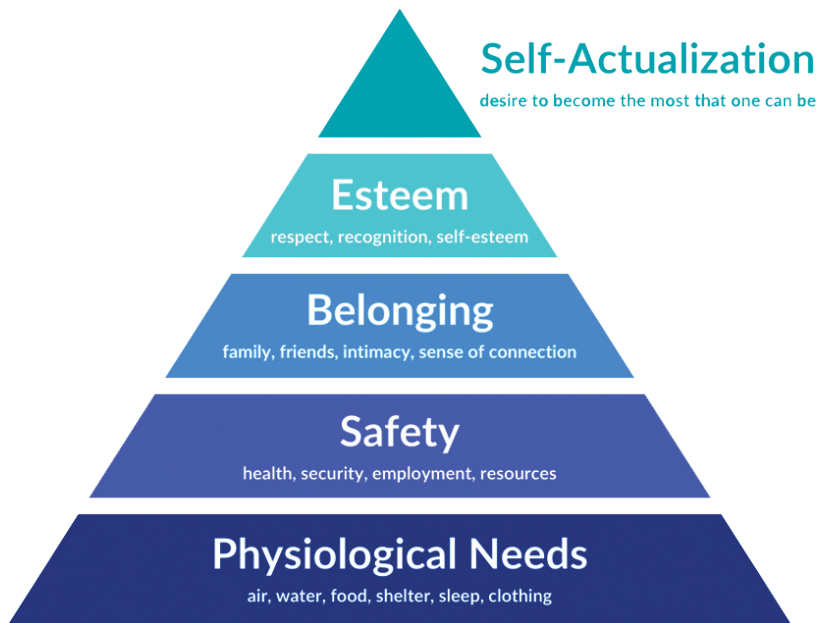 Self-Actualization
desire to become the most that one can be
Esteem
respect, recognition, self-esteem
Belonging
family, friends, intimacy, sense of connection
Safety
health, security, employment, resources
Physiological Needs
air, water, food, shelter, sleep, clothing